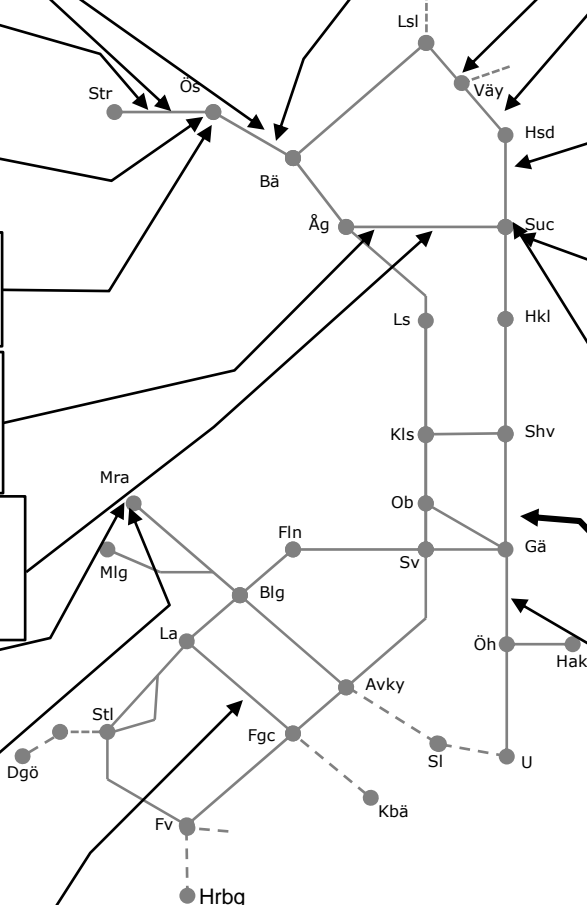 Lsl
Väy
Ös
Str
Hsd
Bä
Åg
Suc
Ls
Hkl
Kls
Shv
Mra
Ob
Fln
Gä
Sv
Mlg
Blg
La
Öh
Hak
Avky
Stl
Fgc
Sl
U
Dgö
Kbä
Fv
Hrbg